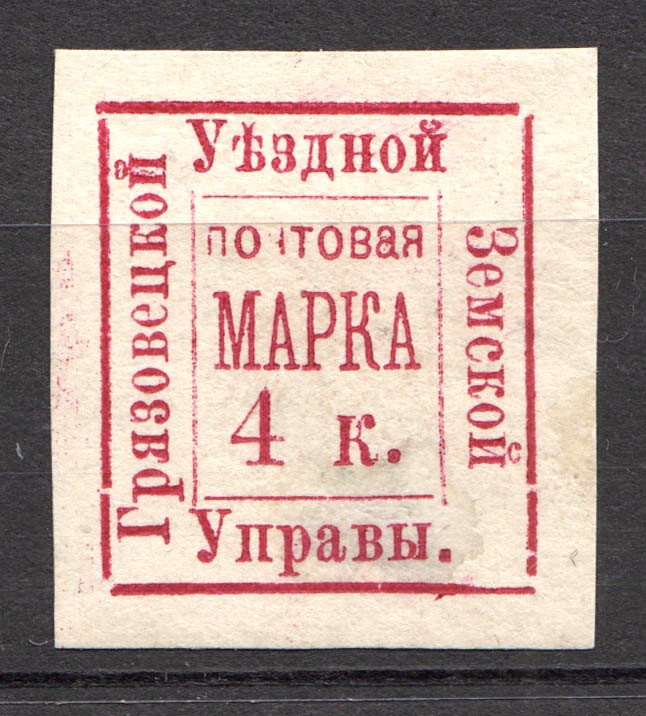 Грязовецкой
Уѣздной
Земской
Управы.
почтовая
МАРКА
4 к.